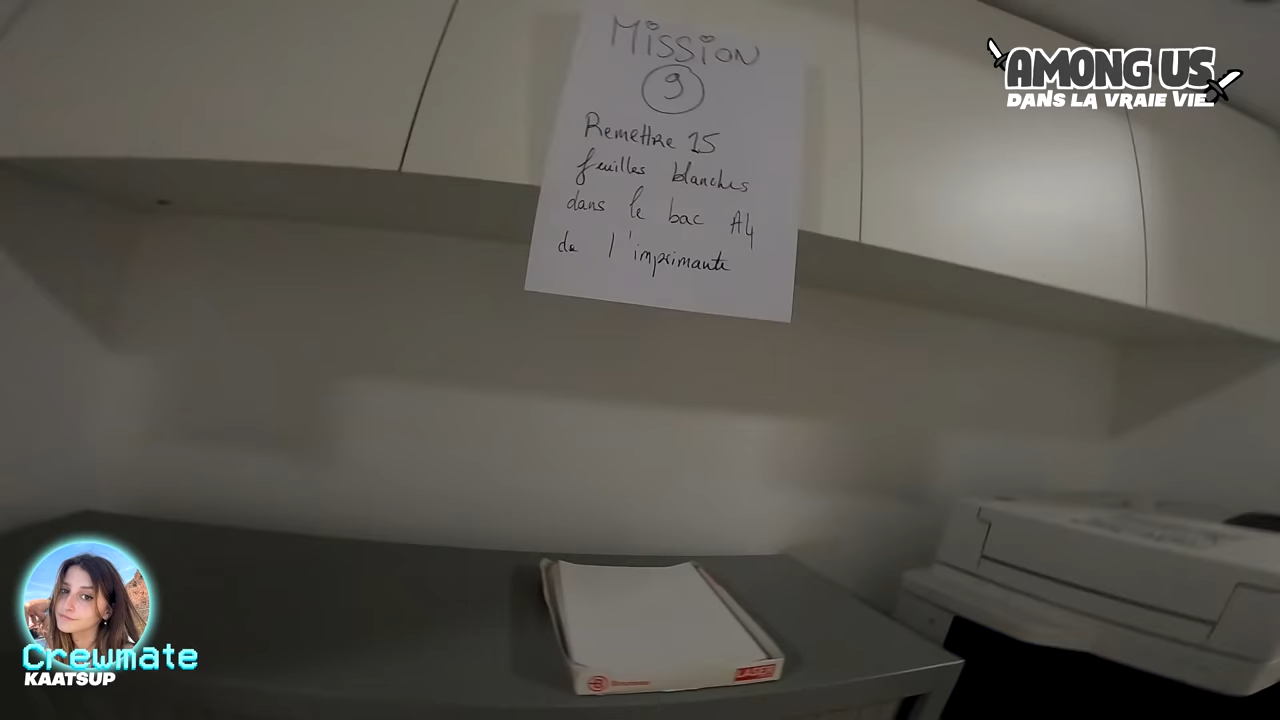 Mission
9
Remettre 15
feuilles blanches
dans le bac A4
de l'imprimante
AMONG US
DANS LA VRAIE VIE
LASER
Crewmate
KAATSUP